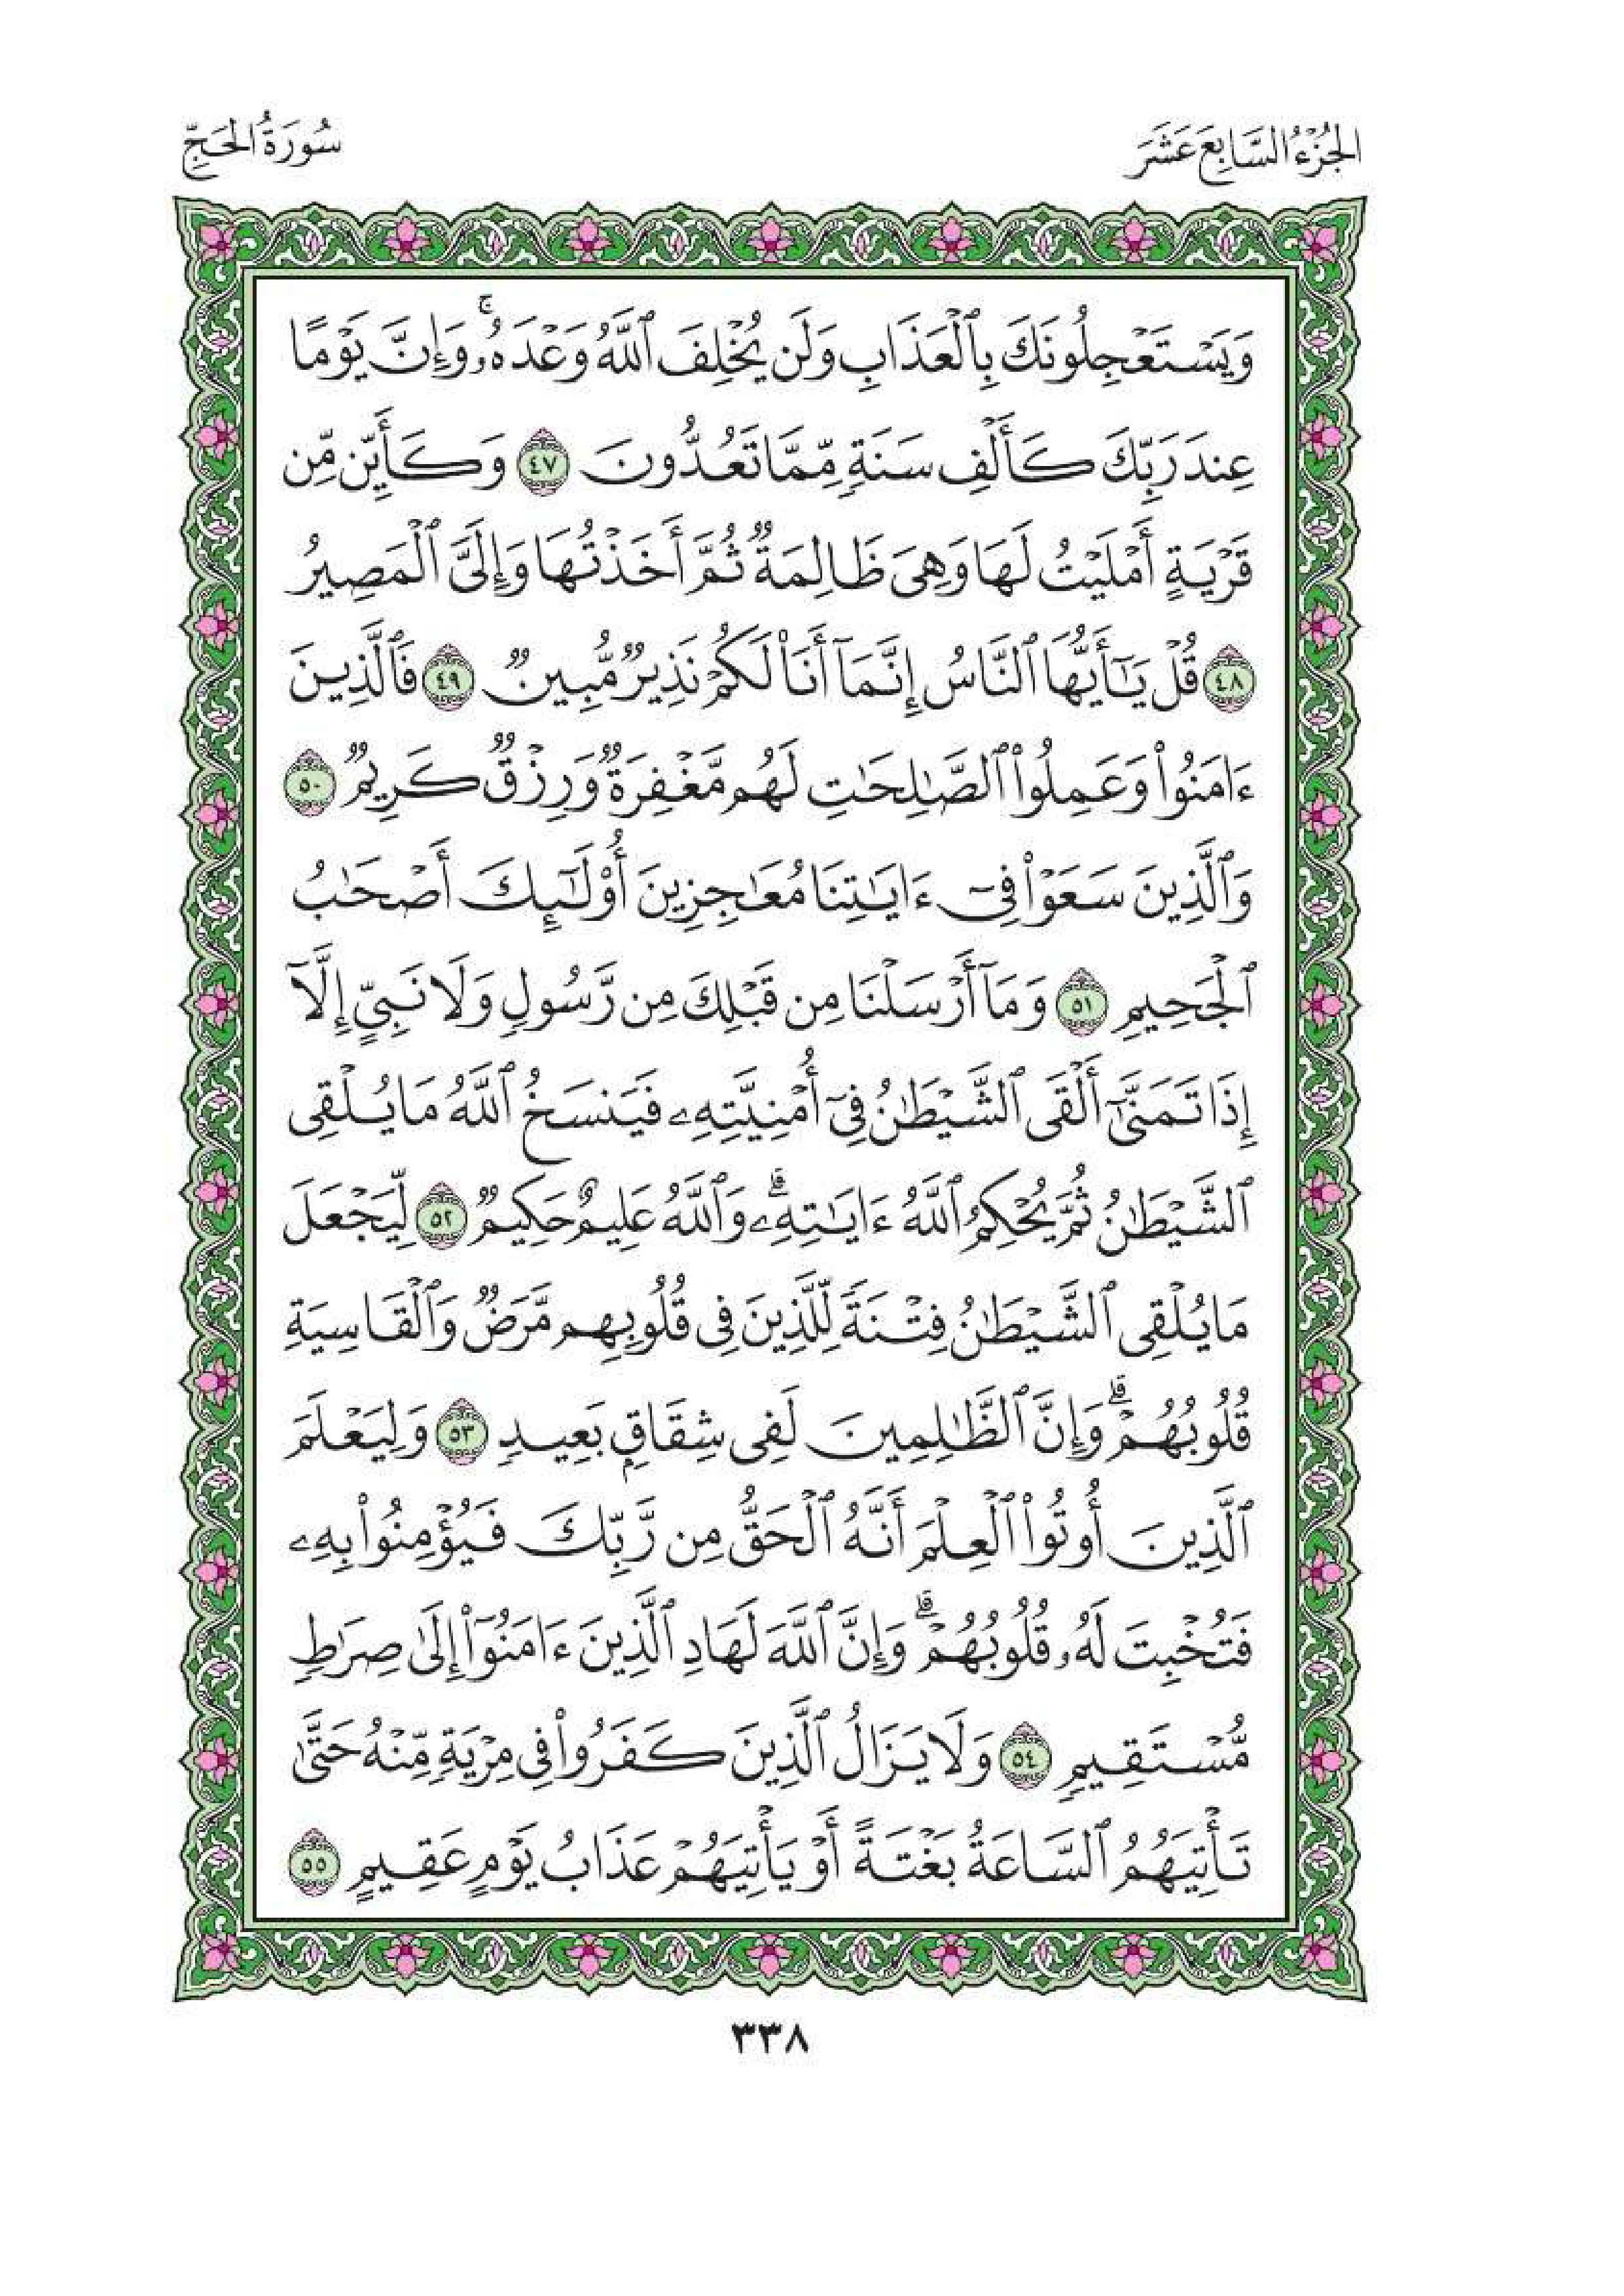 الجُزْءُ السَّابِعَ عَشَرَ
سُورَةُ الحَجِّ
وَيَسْتَعْجِلُونَكَ بِٱلْعَذَابِ وَلَن يُخْلِفَ ٱللَّهُ وَعْدَهُۥۚ وَإِنَّ يَوْمًا
عِندَ رَبِّكَ كَأَلْفِ سَنَةٍۢ مِّمَّا تَعُدُّونَ ٤٧ وَكَأَيِّن مِّن
قَرْيَةٍ أَمْلَيْتُ لَهَا وَهِىَ ظَالِمَةٌۭ ثُمَّ أَخَذْتُهَا وَإِلَىَّ ٱلْمَصِيرُ
٤٨ قُلْ يَـٰٓأَيُّهَا ٱلنَّاسُ إِنَّمَآ أَنَا۠ لَكُمْ نَذِيرٌۭ مُّبِينٌۭ ٤٩ فَٱلَّذِينَ
ءَامَنُوا۟ وَعَمِلُوا۟ ٱلصَّـٰلِحَـٰتِ لَهُم مَّغْفِرَةٌۭ وَرِزْقٌۭ كَرِيمٌۭ ٥٠
وَٱلَّذِينَ سَعَوْا۟ فِىٓ ءَايَـٰتِنَا مُعَـٰجِزِينَ أُو۟لَـٰٓئِكَ أَصْحَـٰبُ
ٱلْجَحِيمِ ٥١ وَمَآ أَرْسَلْنَا مِن قَبْلِكَ مِن رَّسُولٍۢ وَلَا نَبِىٍّ إِلَّآ
إِذَا تَمَنَّىٰٓ أَلْقَى ٱلشَّيْطَـٰنُ فِىٓ أُمْنِيَّتِهِۦ فَيَنسَخُ ٱللَّهُ مَا يُلْقِى
ٱلشَّيْطَـٰنُ ثُمَّ يُحْكِمُ ٱللَّهُ ءَايَـٰتِهِۦۗ وَٱللَّهُ عَلِيمٌ حَكِيمٌۭ ٥٢ لِّيَجْعَلَ
مَا يُلْقِى ٱلشَّيْطَـٰنُ فِتْنَةًۭ لِّلَّذِينَ فِى قُلُوبِهِم مَّرَضٌۭ وَٱلْقَاسِيَةِ
قُلُوبُهُمْۗ وَإِنَّ ٱلظَّـٰلِمِينَ لَفِى شِقَاقٍۭ بَعِيدٍۢ ٥٣ وَلِيَعْلَمَ
ٱلَّذِينَ أُوتُوا۟ ٱلْعِلْمَ أَنَّهُ ٱلْحَقُّ مِن رَّبِّكَ فَيُؤْمِنُوا۟ بِهِۦ
فَتُخْبِتَ لَهُۥ قُلُوبُهُمْۗ وَإِنَّ ٱللَّهَ لَهَادِ ٱلَّذِينَ ءَامَنُوٓا۟ إِلَىٰ صِرَٰطٍۢ
مُّسْتَقِيمٍۢ ٥٤ وَلَا يَزَالُ ٱلَّذِينَ كَفَرُوا۟ فِى مِرْيَةٍۢ مِّنْهُ حَتَّىٰ
تَأْتِيَهُمُ ٱلسَّاعَةُ بَغْتَةً أَوْ يَأْتِيَهُمْ عَذَابُ يَوْمٍ عَقِيمٍ ٥٥
٣٣٨